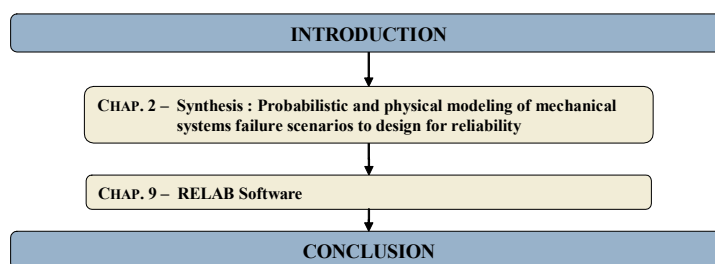 INTRODUCTION
CHAP. 2 – Synthesis : Probabilistic and physical modeling of mechanical
systems failure scenarios to design for reliability
CHAP. 9 – RELAB Software
CONCLUSION